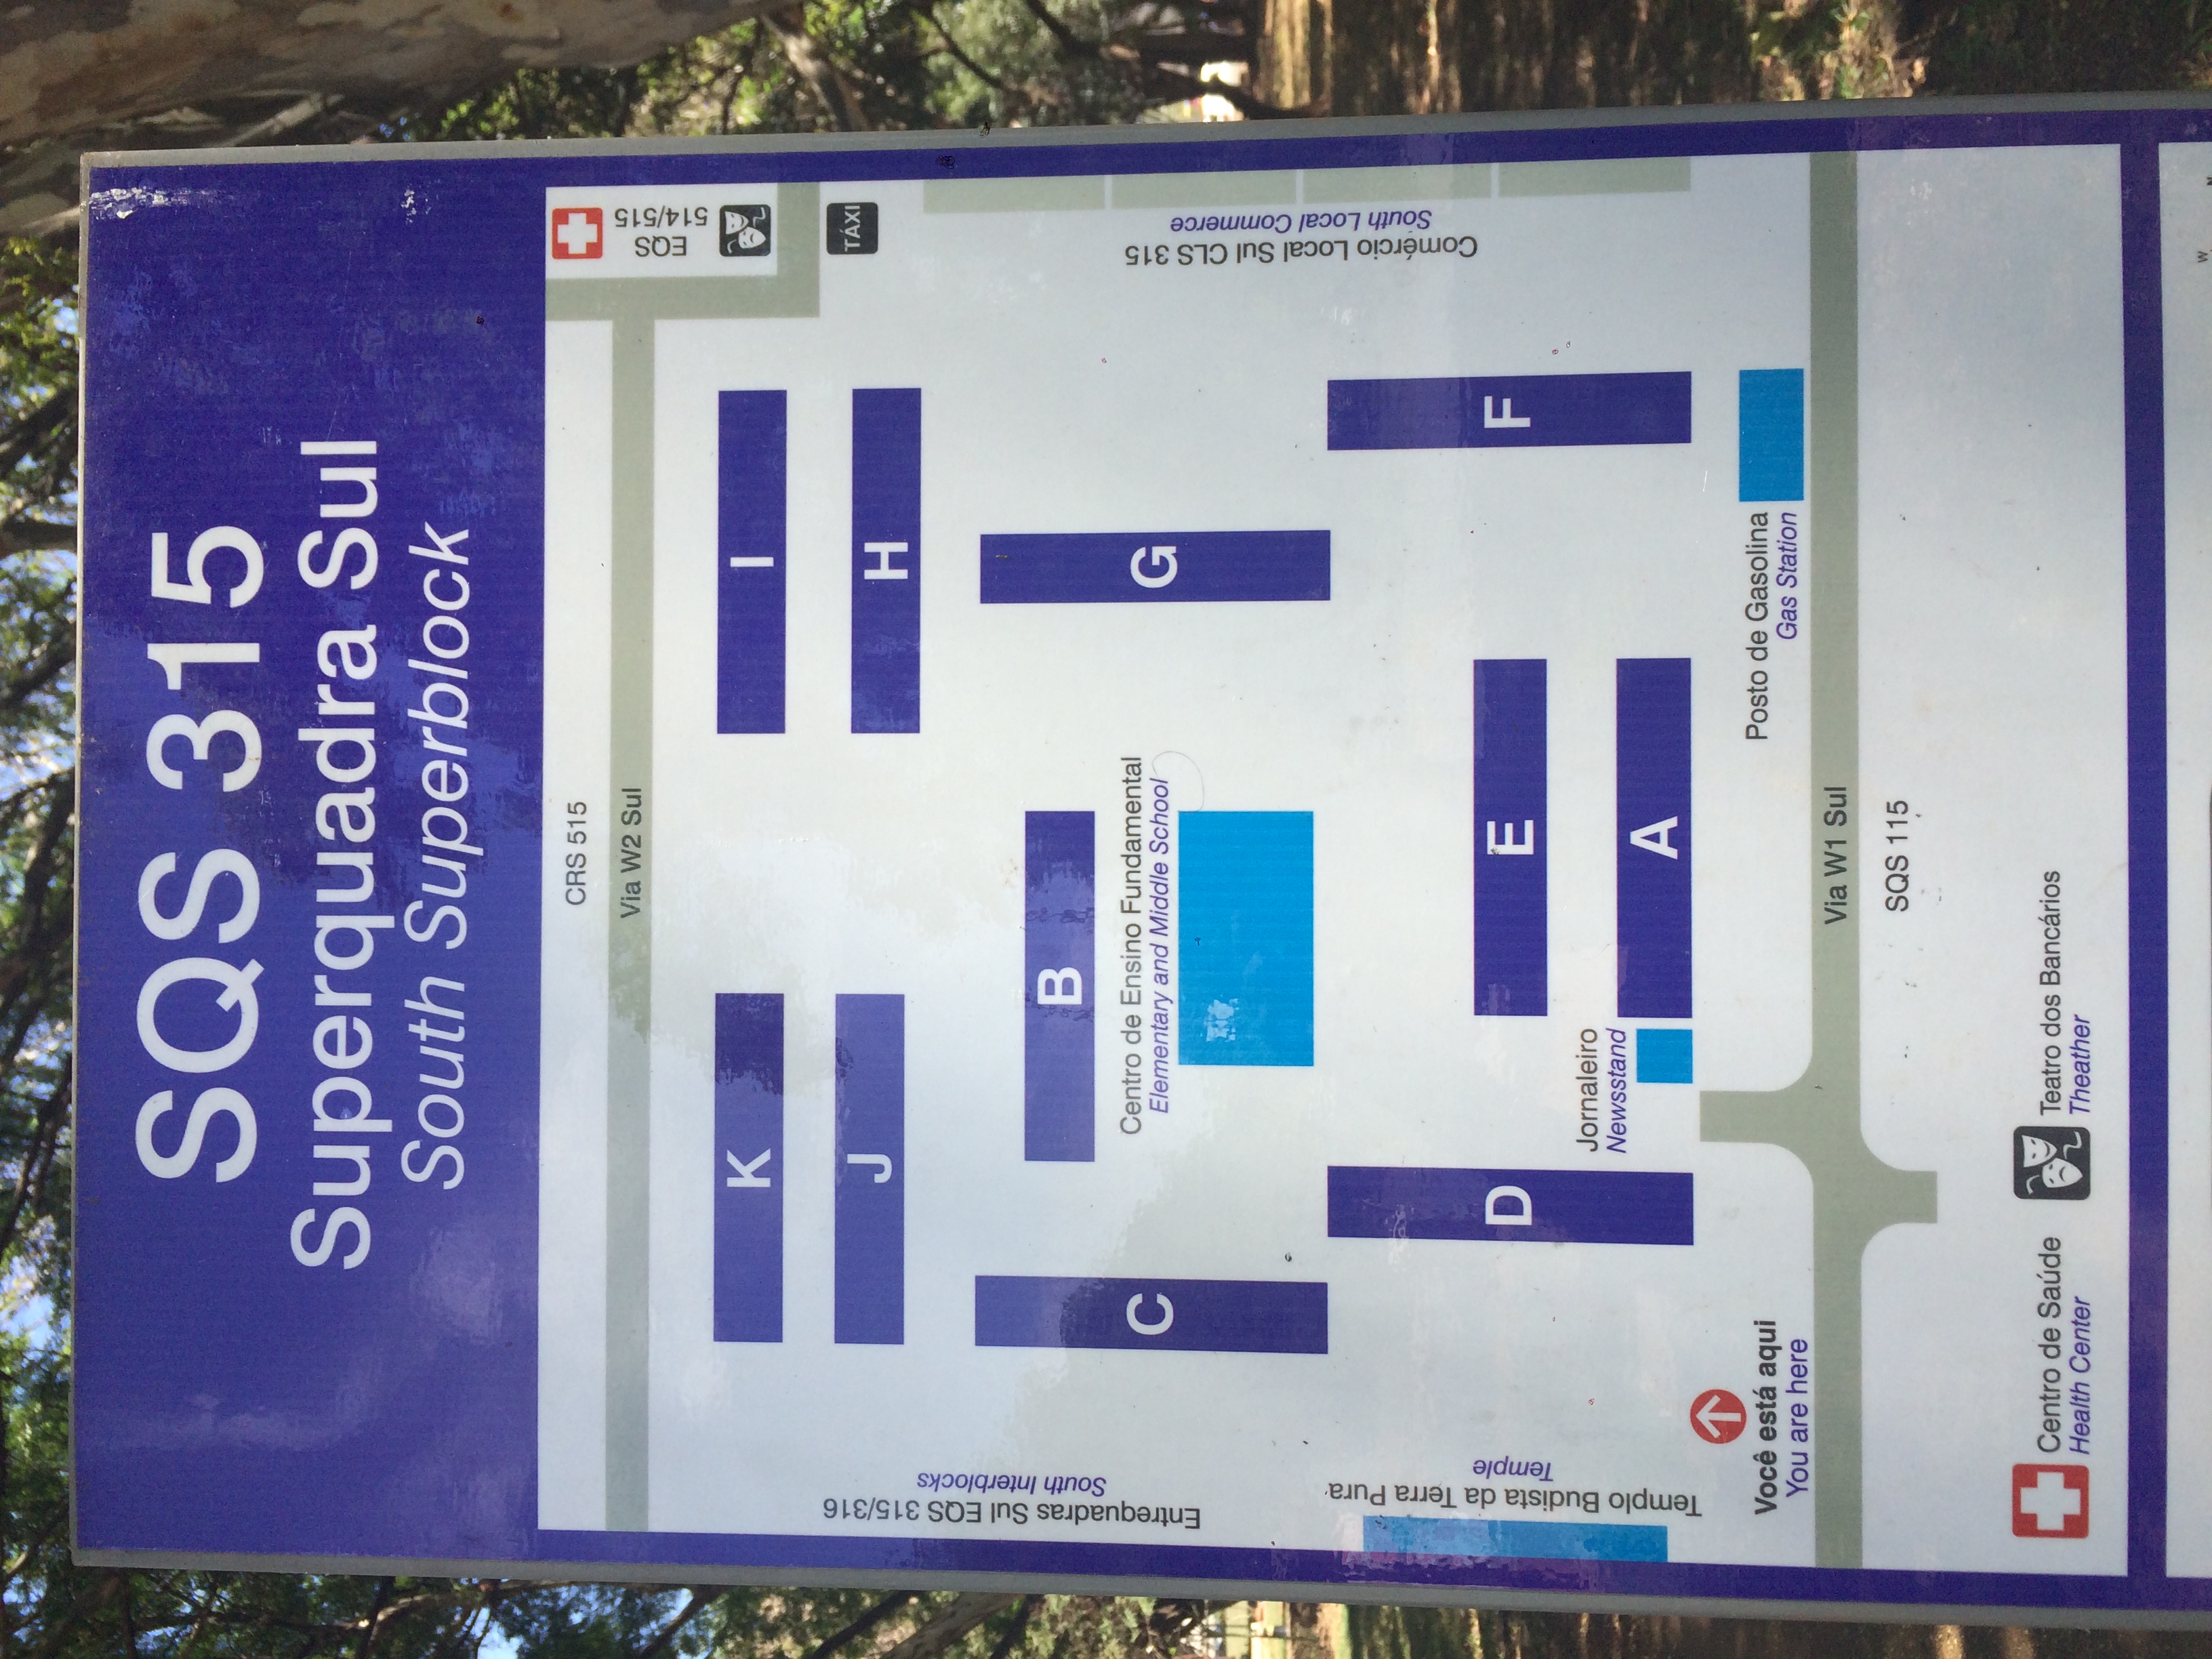 SQS 315
Superquadra Sul
South Superblock
CRS 515
Via W2 Sul
EQS
514/515
K
I
TÁXI
J
H
Entrequadras Sul EQS 315/316
South Interblocks
B
C
G
Centro de Ensino Fundamental
Elementary and Middle School
Comércio Local Sul CLS 315
South Local Commerce
Templo Budista da Terra Pura
Temple
D
E
F
Jornaleiro
Newsstand
A
Você está aqui
You are here
Posto de Gasolina
Gas Station
Via W1 Sul
SQS 115
Centro de Saúde
Health Center
Teatro dos Bancários
Theather
W
N